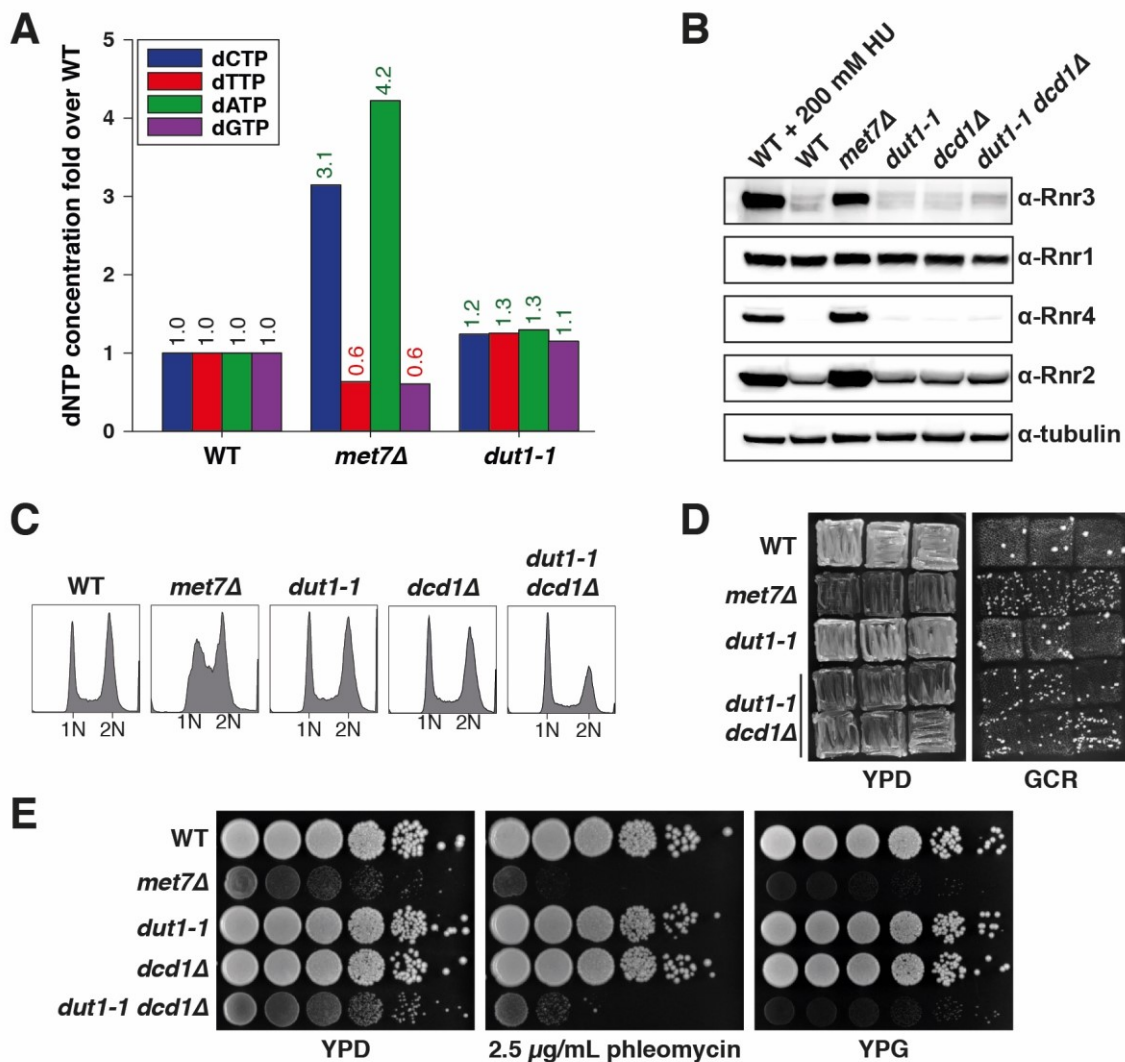 A
dNTP concentration fold over WT
5
4
3
2
1
0
dCTP
dTTP
dATP
dGTP
1.0
1.0
1.0
1.0
3.1
0.6
4.2
0.6
1.2
1.3
1.3
1.1
WT
met7Δ
dut1-1
B
WT + 200 mM HU
WT
met7Δ
dut1-1
dcd1Δ
dut1-1 dcd1Δ
α-Rnr3
α-Rnr1
α-Rnr4
α-Rnr2
α-tubulin
C
WT
met7Δ
dut1-1
dcd1Δ
dut1-1
dcd1Δ
1N 2N
1N 2N
1N 2N
1N 2N
1N 2N
D
WT
met7Δ
dut1-1
dut1-1
dcd1Δ
YPD
GCR
E
WT
met7Δ
dut1-1
dcd1Δ
dut1-1 dcd1Δ
YPD
2.5 µg/mL phleomycin
YPG